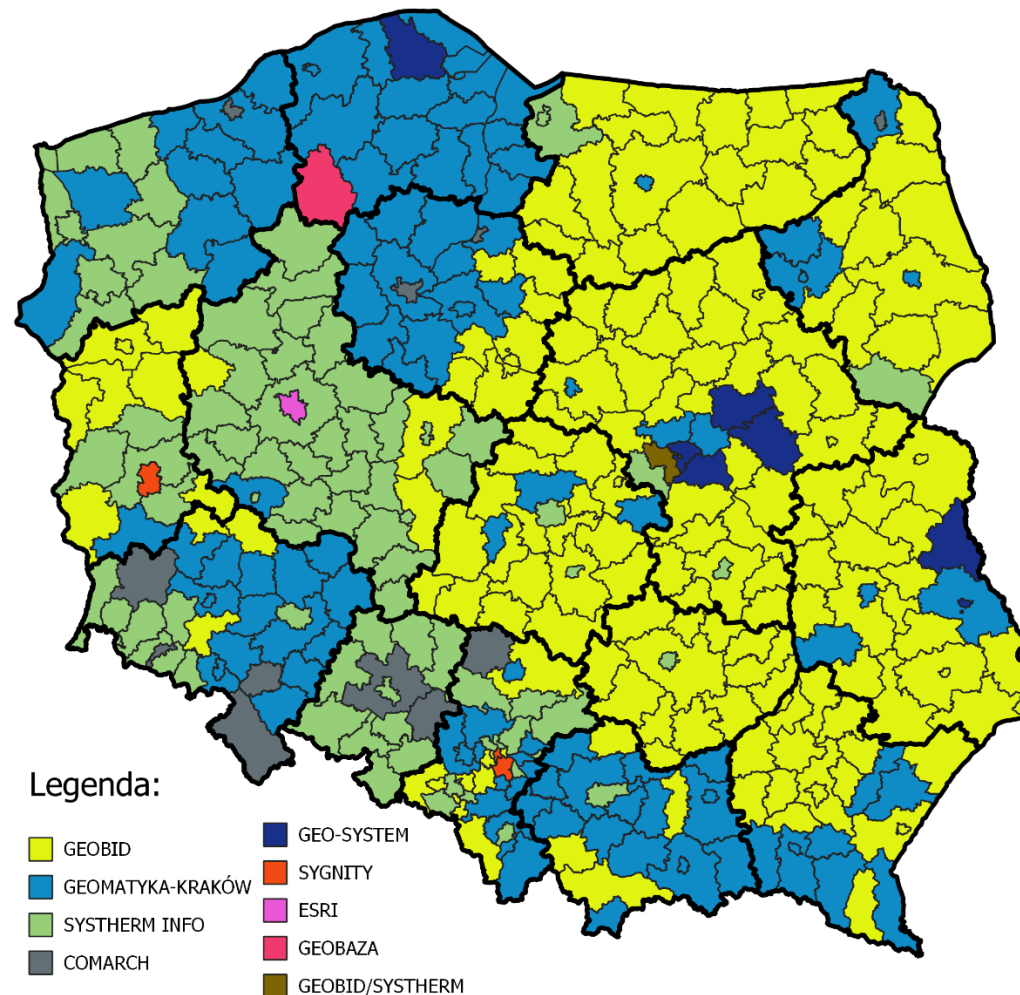 Legenda:
GEOBID
GEOMATYKA-KRAKÓW
SYSTHERM INFO
COMARCH
GEO-SYSTEM
SYGNITY
ESRI
GEOBAZA
GEOBID/SYSTHERM